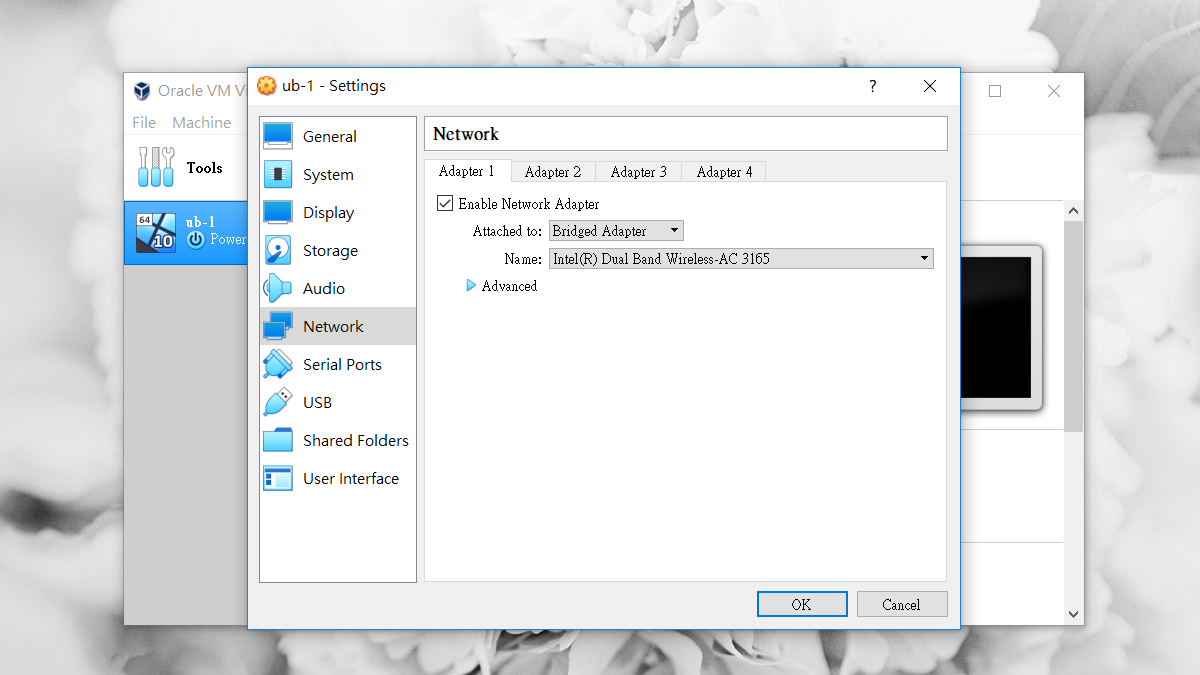 Oracle VM Vi
ub-1 - Settings
?
File Machine
Tools
64
10
ub-1
Power
General
System
Display
Storage
Audio
Network
Serial Ports
USB
Shared Folders
User Interface
Network
Adapter 1 Adapter 2 Adapter 3 Adapter 4
Enable Network Adapter
Attached to: Bridged Adapter
Name: Intel(R) Dual Band Wireless-AC 3165
Advanced
OK Cancel